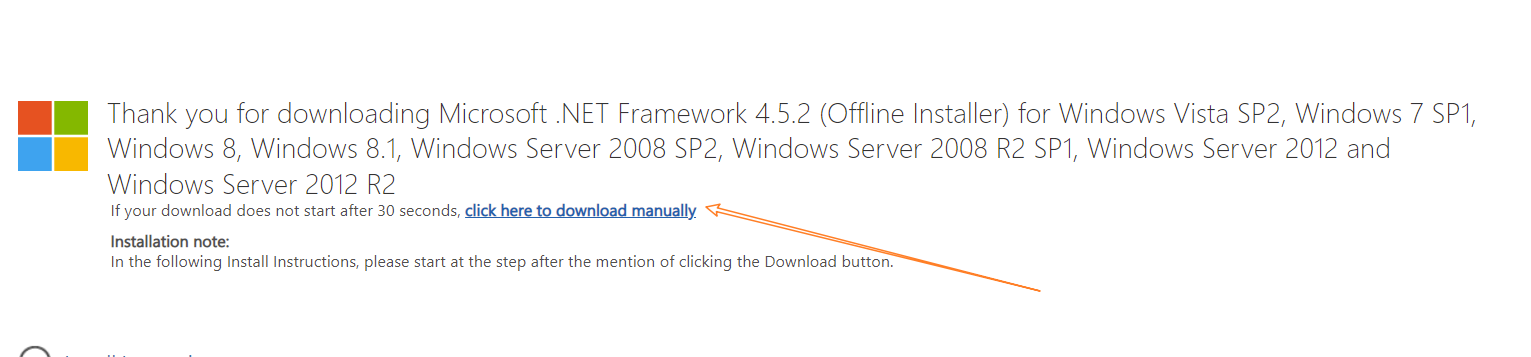 Thank you for downloading Microsoft .NET Framework 4.5.2 (Offline Installer) for Windows Vista SP2, Windows 7 SP1,
Windows 8, Windows 8.1, Windows Server 2008 SP2, Windows Server 2008 R2 SP1, Windows Server 2012 and
Windows Server 2012 R2
If your download does not start after 30 seconds, click here to download manually
Installation note:
In the following Install Instructions, please start at the step after the mention of clicking the Download button.